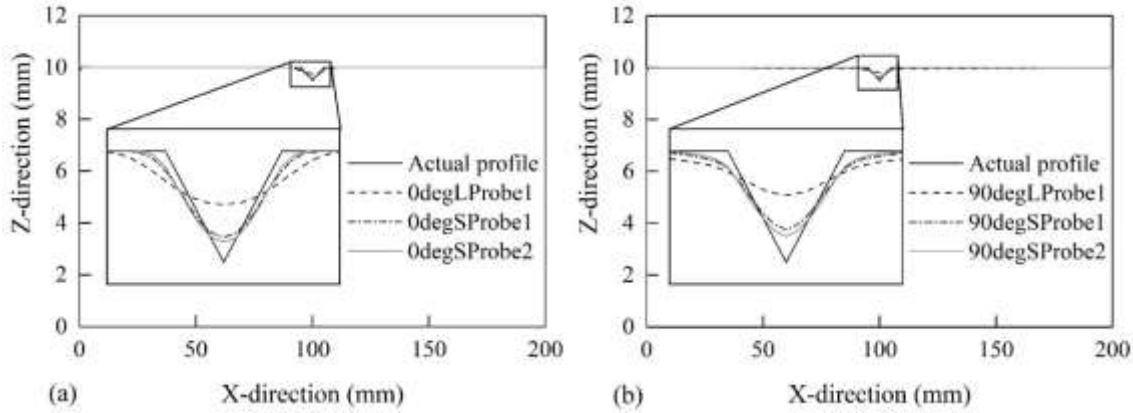 12
10
8
6
4
2
0
Z-direction (mm)
Actual profile
0degLProbe1
0degSProbe1
0degSProbe2
0 50 100 150 200
(a) X-direction (mm)
12
10
8
6
4
2
0
Z-direction (mm)
Actual profile
90degLProbe1
90degSProbe1
90degSProbe2
0 50 100 150 200
(b) X-direction (mm)